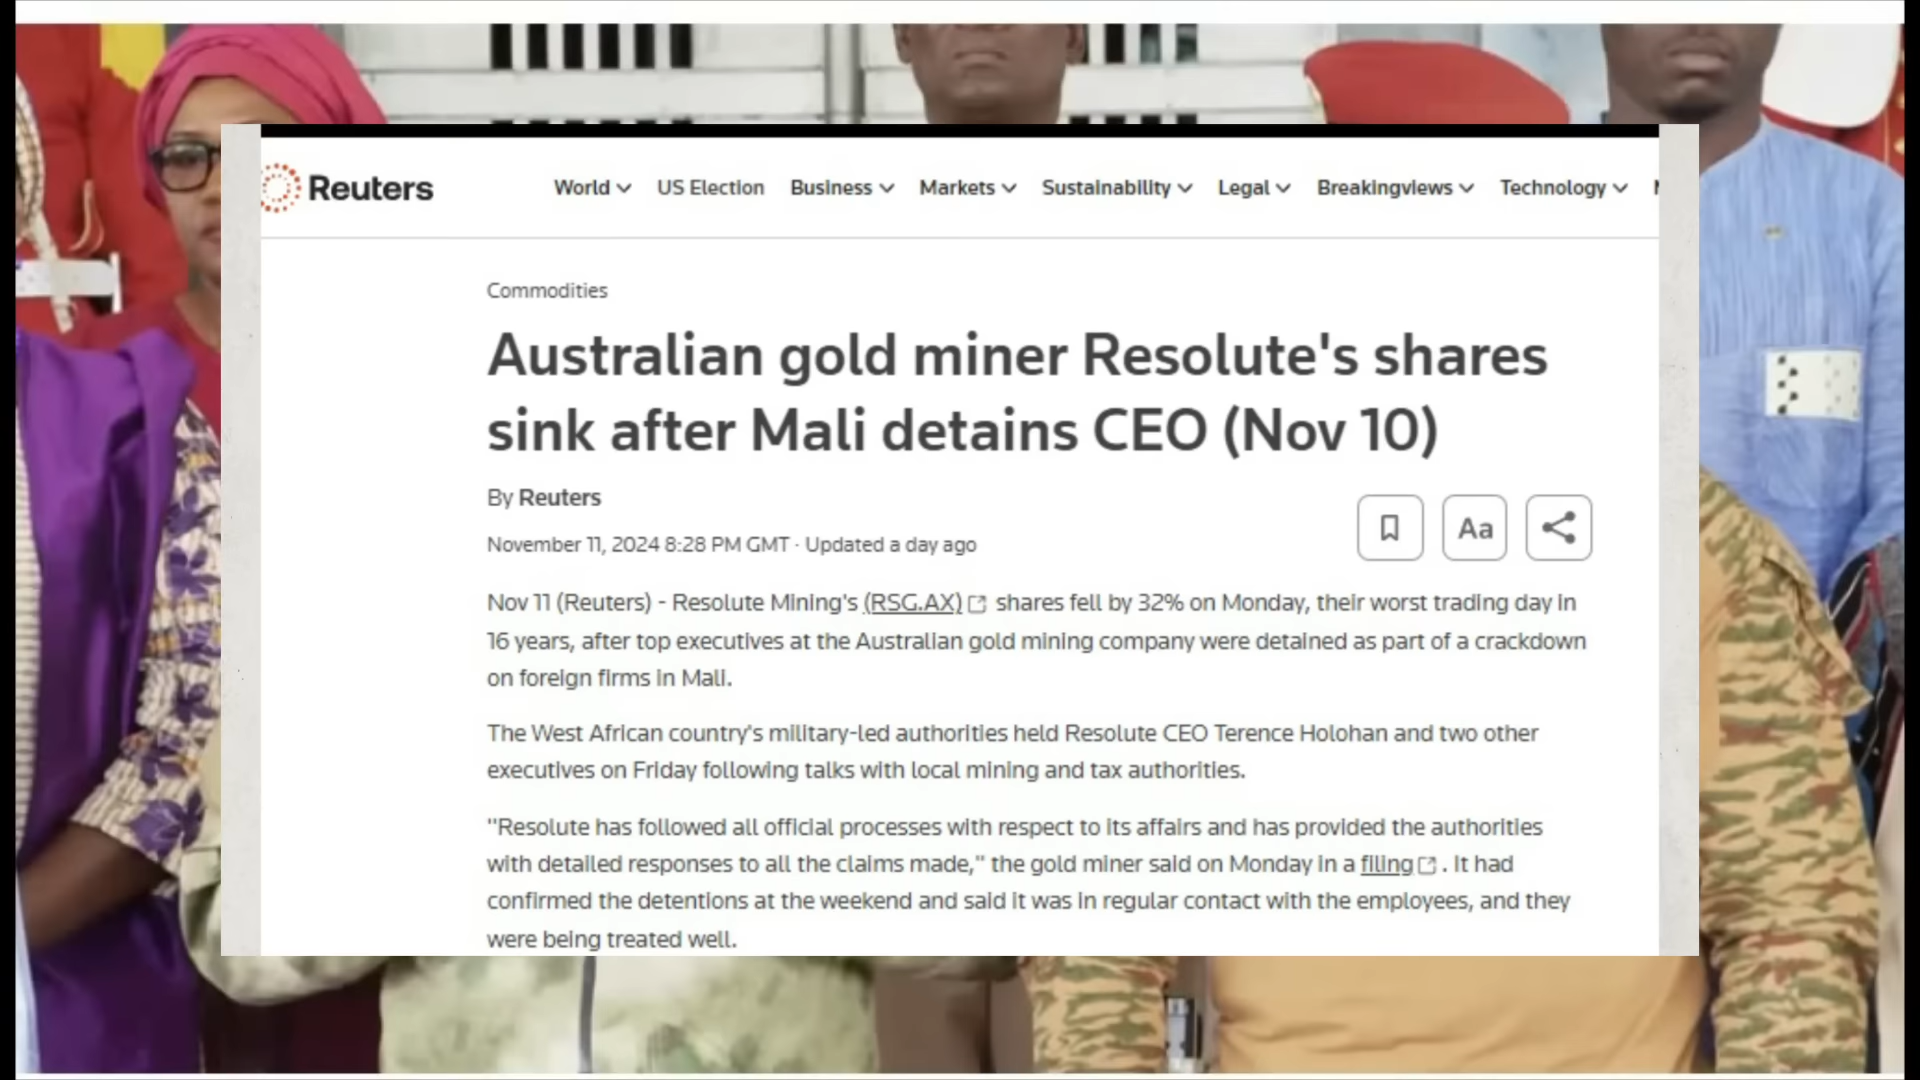 Reuters
World US Election Business Markets Sustainability Legal Breakingviews Technology
Commodities
Australian gold miner Resolute's shares
sink after Mali detains CEO (Nov 10)
By Reuters
Aa
November 11, 2024 8:28 PM GMT · Updated a day ago
Nov 11 (Reuters) - Resolute Mining's (RSG.AX) shares fell by 32% on Monday, their worst trading day in
16 years, after top executives at the Australian gold mining company were detained as part of a crackdown
on foreign firms in Mali.
The West African country's military-led authorities held Resolute CEO Terence Holohan and two other
executives on Friday following talks with local mining and tax authorities.
"Resolute has followed all official processes with respect to its affairs and has provided the authorities
with detailed responses to all the claims made," the gold miner said on Monday in a filing . It had
confirmed the detentions at the weekend and said it was in regular contact with the employees, and they
were being treated well.